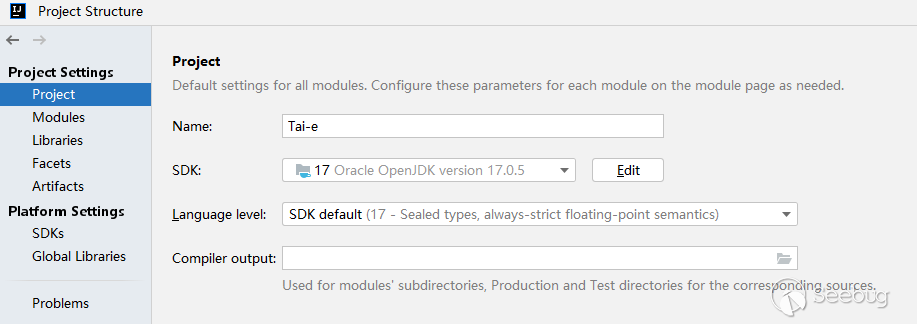 IJ Project Structure
Project Settings
Project
Modules
Libraries
Facets
Artifacts
Platform Settings
SDKs
Global Libraries
Problems
Project
Default settings for all modules. Configure these parameters for each module on the module page as needed.
Name: Tai-e
SDK: 17 Oracle OpenJDK version 17.0.5 Edit
Language level: SDK default (17 - Sealed types, always-strict floating-point semantics)
Compiler output:
Used for modules' subdirectories, Production and Test directories for the corresponding sources.
Seebug